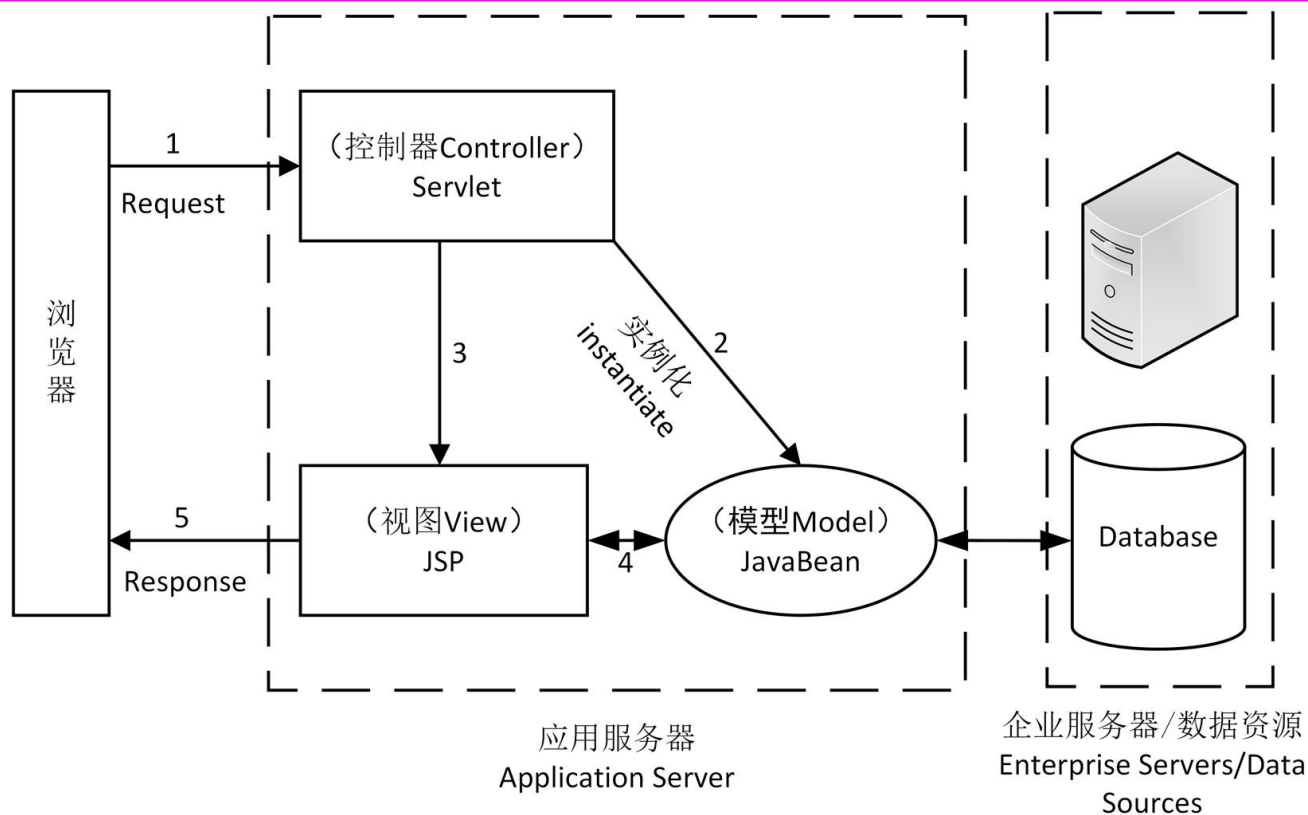 1
Request
（控制器Controller）
Servlet
浏
览
器
3
实例化
instantiate
2
5
Response
（视图View）
JSP
4
（模型Model）
JavaBean
Database
应用服务器
Application Server
企业服务器/数据资源
Enterprise Servers/Data
Sources